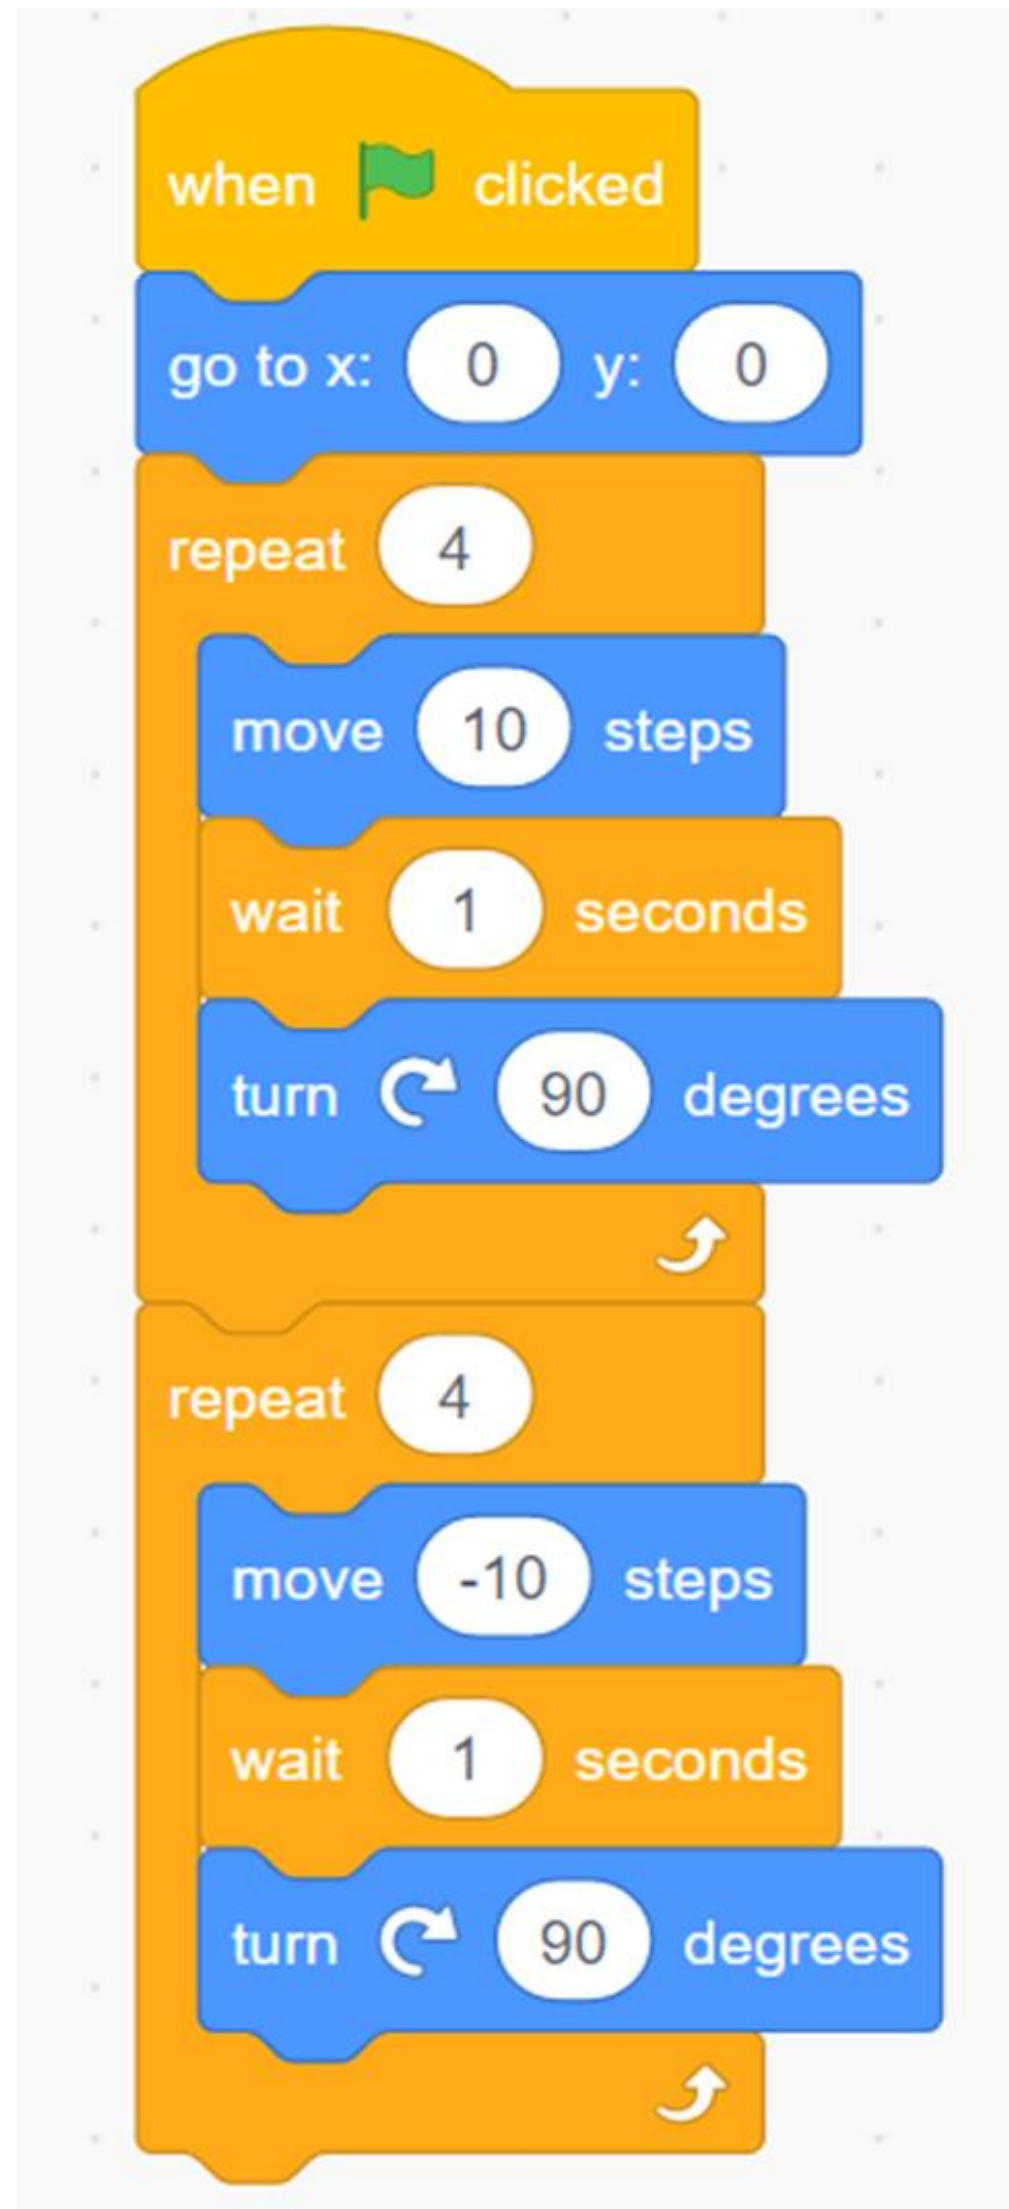 when clicked
go to x: 0 y: 0
repeat 4
move 10 steps
wait 1 seconds
turn 90 degrees
repeat 4
move -10 steps
wait 1 seconds
turn 90 degrees